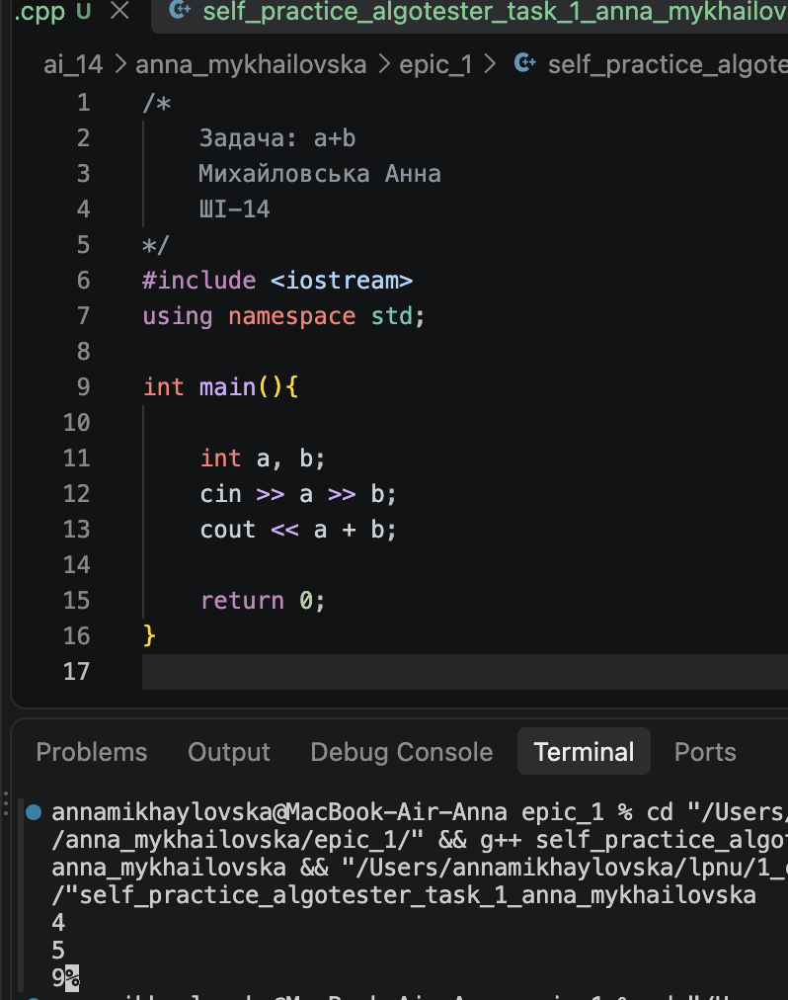 .cpp U
self_practice_algotester_task_1_anna_mykhailov
ai_14 > anna_mykhailovska > epic_1 > self_practice_algote
1 /*
2 Задача: a+b
3 Михайловська Анна
4 ШІ-14
5 */
6 #include <iostream>
7 using namespace std;
8
9 int main(){
10
11 int a, b;
12 cin >> a >> b;
13 cout << a + b;
14
15 return 0;
16 }
17
Problems Output Debug Console Terminal Ports
annamikhaylovska@MacBook-Air-Anna epic_1 % cd "/Users/
/anna_mykhailovska/epic_1/" && g++ self_practice_algot
anna_mykhailovska && "/Users/annamikhaylovska/lpnu/1_
/"self_practice_algotester_task_1_anna_mykhailovska
4
5
9%